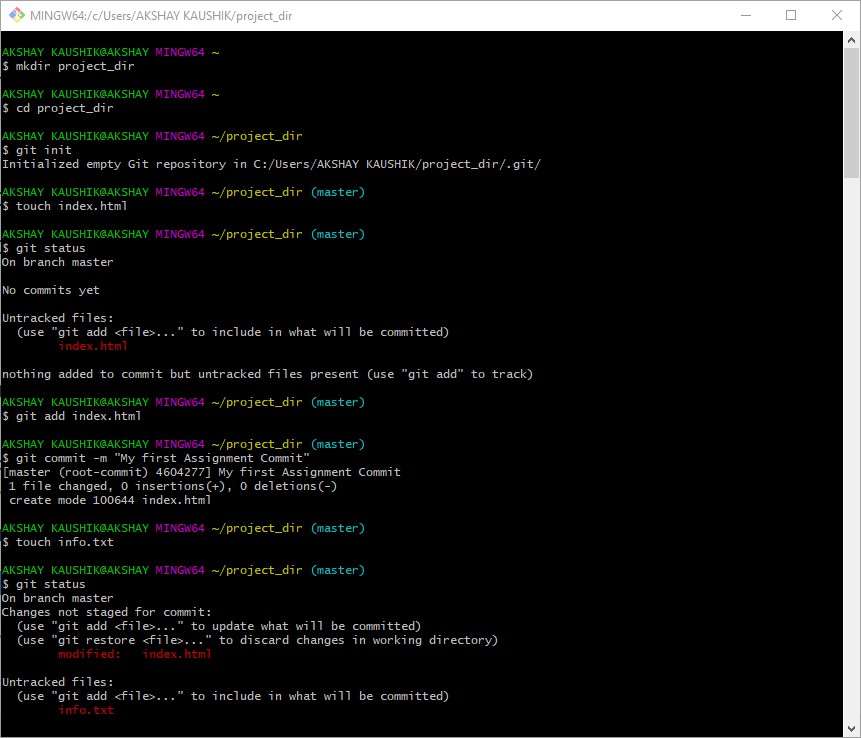 MINGW64:/c/Users/AKSHAY KAUSHIK/project_dir
AKSHAY KAUSHIK@AKSHAY MINGW64 ~
$ mkdir project_dir
AKSHAY KAUSHIK@AKSHAY MINGW64 ~
$ cd project_dir
AKSHAY KAUSHIK@AKSHAY MINGW64 ~/project_dir
$ git init
Initialized empty Git repository in C:/Users/AKSHAY KAUSHIK/project_dir/.git/
AKSHAY KAUSHIK@AKSHAY MINGW64 ~/project_dir (master)
$ touch index.html
AKSHAY KAUSHIK@AKSHAY MINGW64 ~/project_dir (master)
$ git status
On branch master
No commits yet
Untracked files:
  (use "git add <file>..." to include in what will be committed)
        index.html
nothing added to commit but untracked files present (use "git add" to track)
AKSHAY KAUSHIK@AKSHAY MINGW64 ~/project_dir (master)
$ git add index.html
AKSHAY KAUSHIK@AKSHAY MINGW64 ~/project_dir (master)
$ git commit -m "My first Assignment Commit"
[master (root-commit) 4604277] My first Assignment Commit
 1 file changed, 0 insertions(+), 0 deletions(-)
 create mode 100644 index.html
AKSHAY KAUSHIK@AKSHAY MINGW64 ~/project_dir (master)
$ touch info.txt
AKSHAY KAUSHIK@AKSHAY MINGW64 ~/project_dir (master)
$ git status
On branch master
Changes not staged for commit:
  (use "git add <file>..." to update what will be committed)
  (use "git restore <file>..." to discard changes in working directory)
        modified:   index.html
Untracked files:
  (use "git add <file>..." to include in what will be committed)
        info.txt